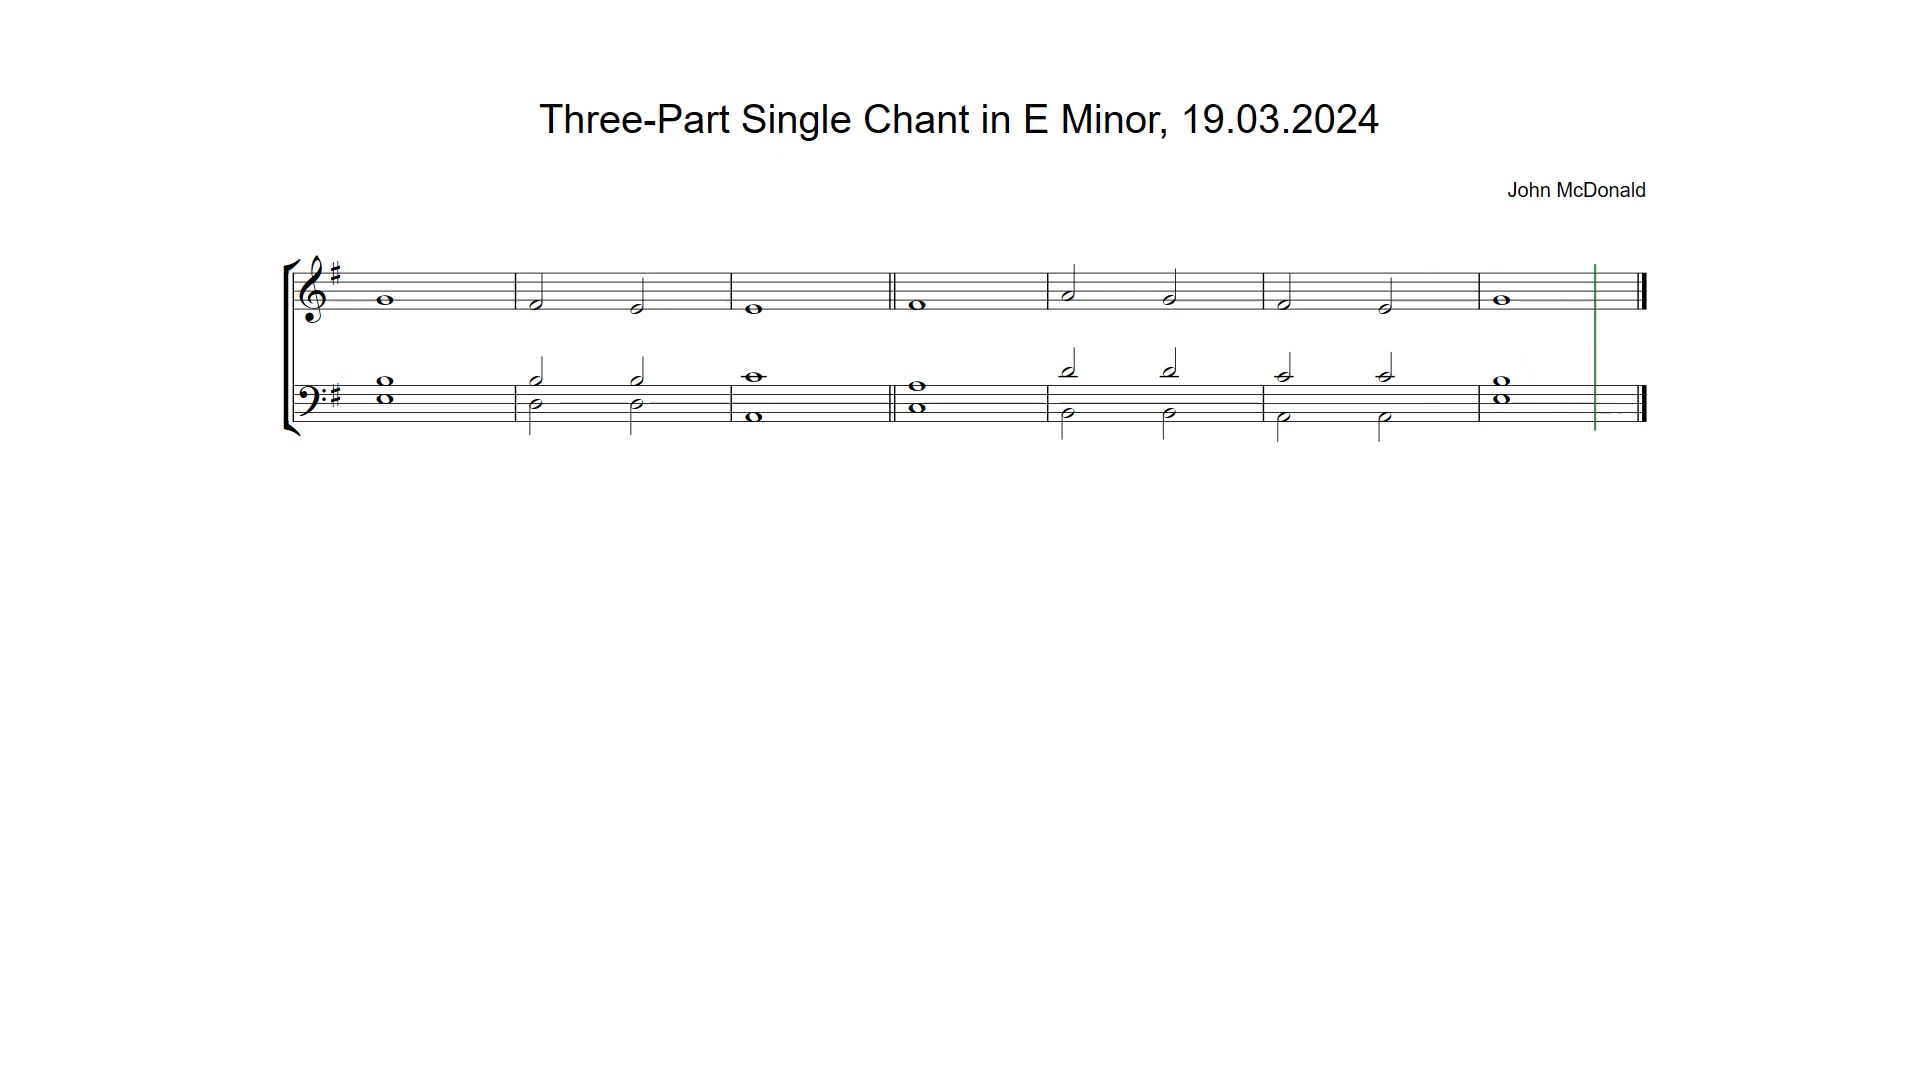 Three-Part Single Chant in E Minor, 19.03.2024
John McDonald